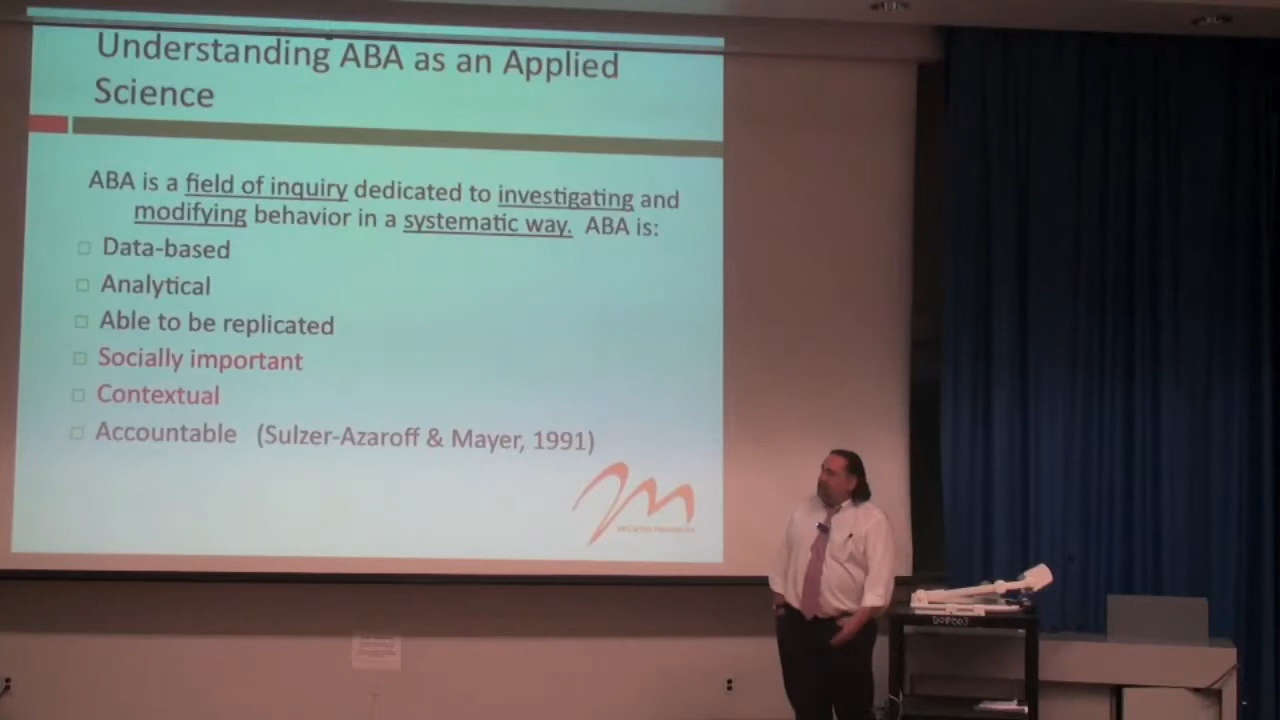 Understanding ABA as an Applied
Science
ABA is a field of inquiry dedicated to investigating and
modifying behavior in a systematic way. ABA is:
Data-based
Analytical
Able to be replicated
Socially important
Contextual
Accountable (Sulzer-Azaroff & Mayer, 1991)